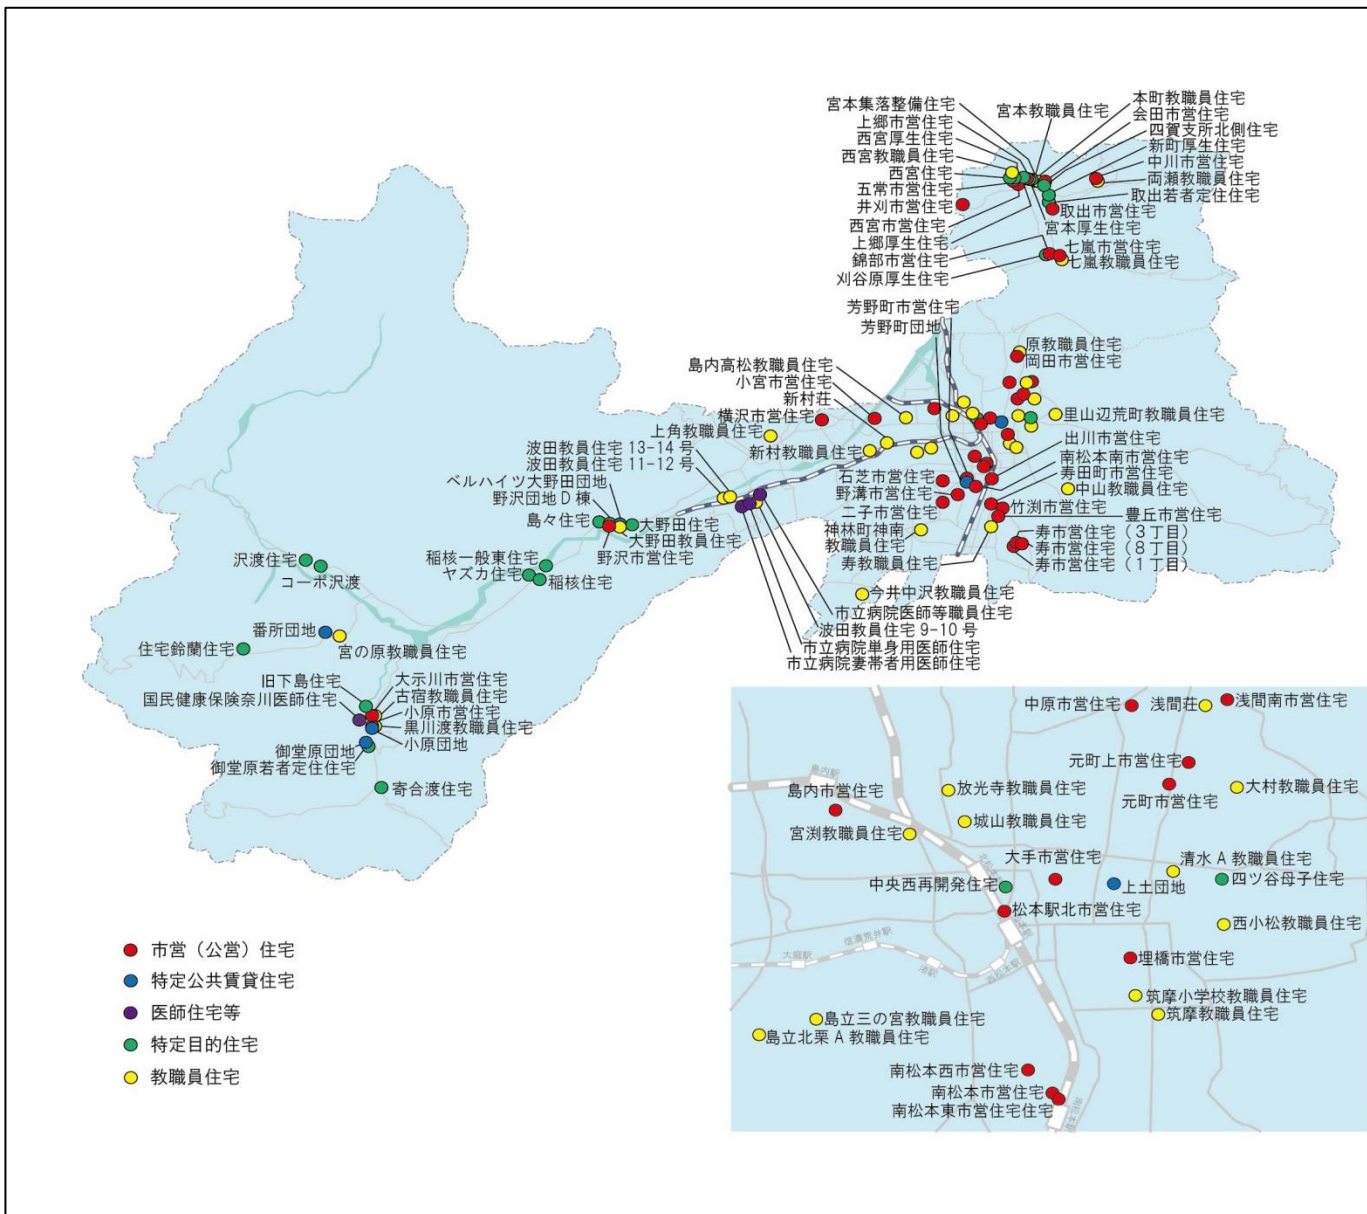 宮本集落整備住宅
上郷市営住宅
西宮厚生住宅
西宮教職員住宅
西宮住宅
五常市営住宅
井刈市営住宅
西宮市営住宅
上郷厚生住宅
錦部市営住宅
刈谷原厚生住宅
宮本教職員住宅
本町教職員住宅
会田市営住宅
四賀支所北側住宅
新町厚生住宅
中川市営住宅
両瀬教職員住宅
取出若者定住住宅
取出市営住宅
宮本厚生住宅
七嵐市営住宅
七嵐教職員住宅
芳野町市営住宅
芳野町団地
原教職員住宅
岡田市営住宅
島内高松教職員住宅
小宮市営住宅
新村荘
横沢市営住宅
上角教職員住宅
新村教職員住宅
里山辺荒町教職員住宅
出川市営住宅
南松本南市営住宅
寿田町市営住宅
中山教職員住宅
竹渕市営住宅
豊丘市営住宅
寿市営住宅（３丁目）
寿市営住宅（８丁目）
寿市営住宅（１丁目）
石芝市営住宅
野溝市営住宅
二子市営住宅
神林町神南
教職員住宅
寿教職員住宅
今井中沢教職員住宅
波田教員住宅 13-14 号
波田教員住宅 11-12 号
ベルハイツ大野田団地
野沢団地 D 棟
島々住宅
大野田住宅
大野田教員住宅
野沢市営住宅
市立病院医師等職員住宅
波田教員住宅 9-10 号
市立病院単身用医師住宅
市立病院妻帯者用医師住宅
稲核一般東住宅
ヤズカ住宅
稲核住宅
沢渡住宅
コーポ沢渡
番所団地
宮の原教職員住宅
住宅鈴蘭住宅
旧下島住宅
国民健康保険奈川医師住宅
大示川市営住宅
古宿教職員住宅
小原市営住宅
黒川渡教職員住宅
小原団地
御堂原団地
御堂原若者定住住宅
寄合渡住宅
市営（公営）住宅
特定公共賃貸住宅
医師住宅等
特定目的住宅
教職員住宅
中原市営住宅
浅間荘
浅間南市営住宅
元町上市営住宅
元町市営住宅
大村教職員住宅
島内駅
島内市営住宅
放光寺教職員住宅
城山教職員住宅
宮渕教職員住宅
大手市営住宅
清水 A 教職員住宅
中央西再開発住宅
上土団地
四ツ谷母子住宅
松本駅北市営住宅
西小松教職員住宅
信濃荒井駅
大庭駅
渚駅
西松本駅
埋橋市営住宅
筑摩小学校教職員住宅
筑摩教職員住宅
島立三の宮教職員住宅
島立北栗 A 教職員住宅
南松本西市営住宅
南松本市営住宅
南松本東市営住宅住宅
南松本駅